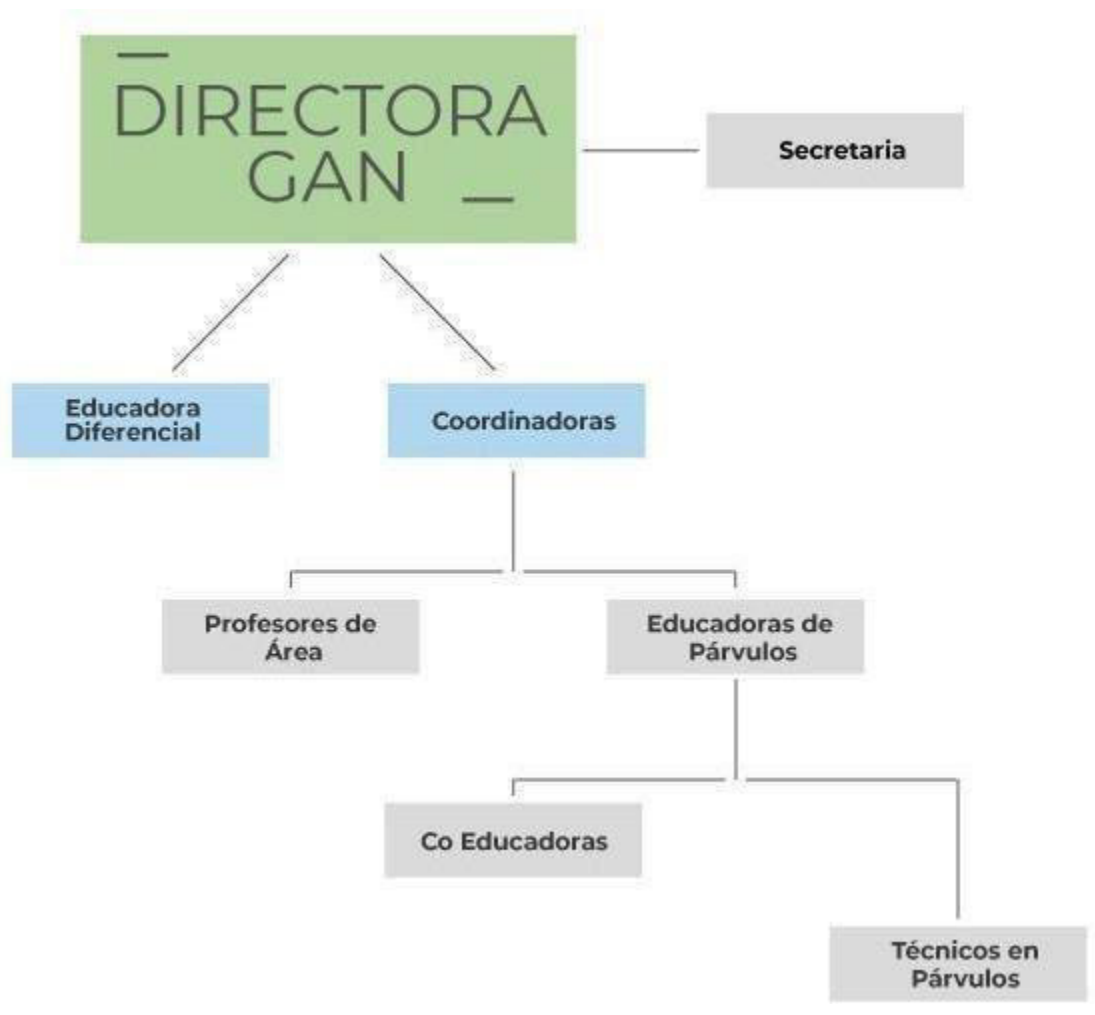 DIRECTORA
GAN
Secretaria
Educadora
Diferencial
Coordinadoras
Profesores de
Área
Educadoras de
Párvulos
Co Educadoras
Técnicos en
Párvulos